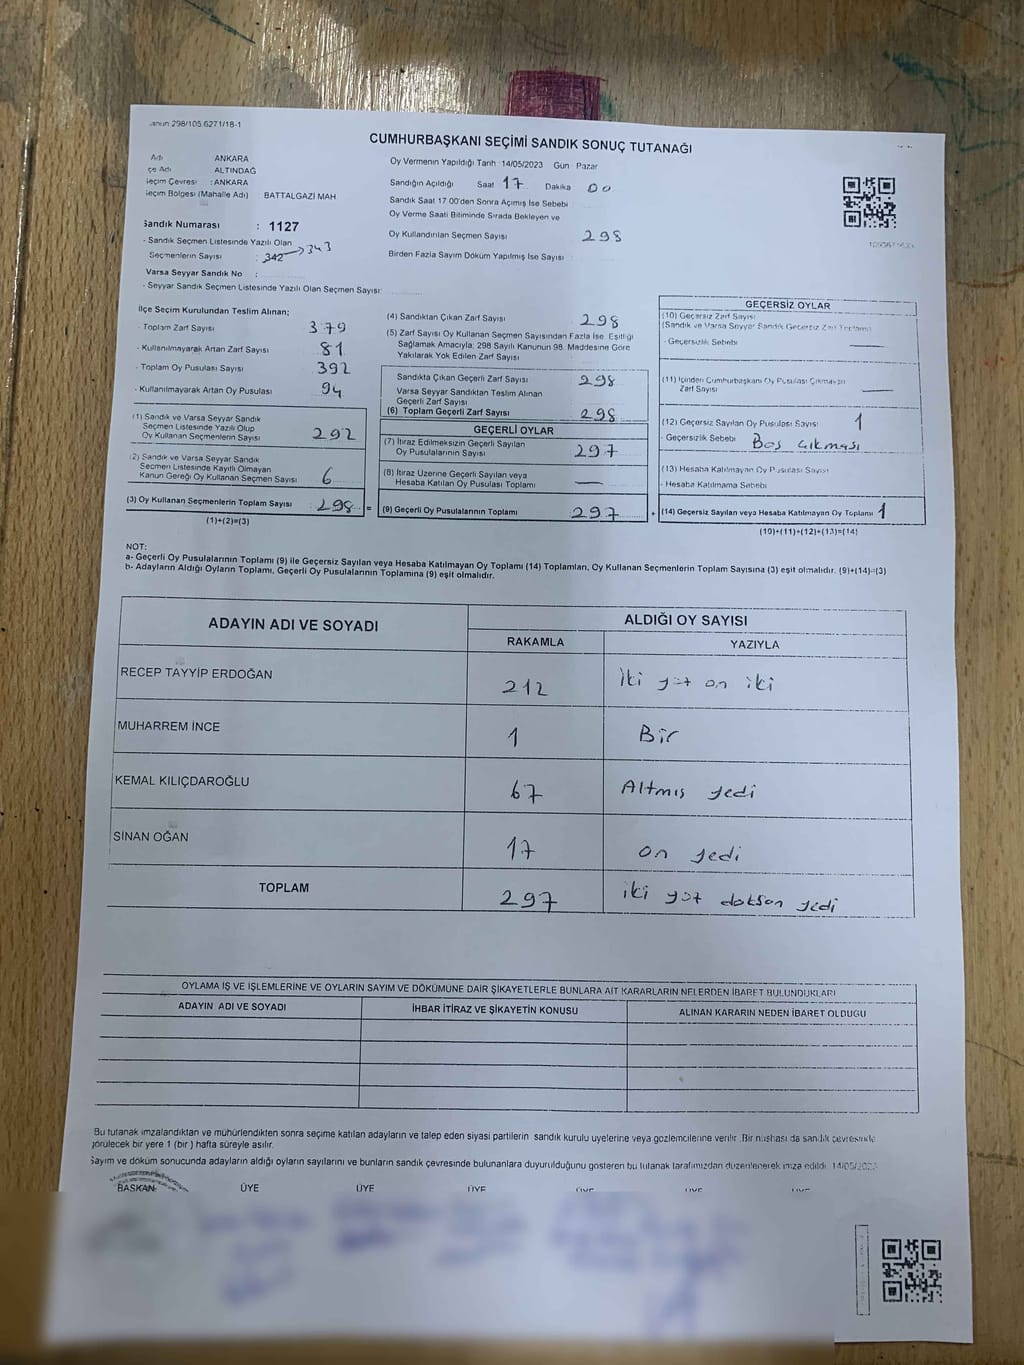 CUMHURBAŞKANI SEÇİMİ SANDIK SONUÇ TUTANAĞI
Adı ANKARA
çe Adı ALTINDAĞ
Seçim Çevresi : ANKARA
Seçim Bölgesi (Mahalle Adı) BATTALGAZİ MAH
Sandık Numarası : 1127
- Sandık Seçmen Listesinde Yazılı Olan
Seçmenlerin Sayısı : 342 → 343
Varsa Seyyar Sandık No :
- Seyyar Sandık Seçmen Listesinde Yazılı Olan Seçmen Sayısı:
Oy Vermenin Yapıldığı Tarih 14/05/2023 Gün Pazar
Sandığın Açıldığı Saat 17 Dakika 00
Sandık Saat 17 00'den Sonra Açımış İse Sebebi
Oy Verme Saati Bitiminde Sırada Bekleyen ve
Oy Kullandırılan Seçmen Sayısı 298
Birden Fazla Sayım Döküm Yapılmış İse Sayısı
İlçe Seçim Kurulundan Teslim Alınan;
- Toplam Zarf Sayısı 379
- Kullanılmayarak Artan Zarf Sayısı 81
- Toplam Oy Pusulası Sayısı 392
- Kullanılmayarak Artan Oy Pusulası 94
(1) Sandık ve Varsa Seyyar Sandık
Seçmen Listesinde Yazılı Olup
Oy Kullanan Seçmenlerin Sayısı 292
(2) Sandık ve Varsa Seyyar Sandık
Seçmen Listesinde Kayıtlı Olmayan
Kanun Gereği Oy Kullanan Seçmen Sayısı 6
(3) Oy Kullanan Seçmenlerin Toplam Sayısı 298 =
(1)+(2)=(3)
(4) Sandıktan Çıkan Zarf Sayısı 298
(5) Zarf Sayısı Oy Kullanan Seçmen Sayısından Fazla İse, Eşitliği
Sağlamak Amacıyla; 298 Sayılı Kanunun 98. Maddesine Göre
Yakılarak Yok Edilen Zarf Sayısı
Sandıkta Çıkan Geçerli Zarf Sayısı 298
Varsa Seyyar Sandıktan Teslim Alınan
Geçerli Zarf Sayısı
(6) Toplam Geçerli Zarf Sayısı 298
GEÇERLİ OYLAR
(7) İtiraz Edilmeksizin Geçerli Sayılan
Oy Pusulalarının Sayısı 297
(8) İtiraz Üzerine Geçerli Sayılan veya
Hesaba Katılan Oy Pusulası Toplamı —
(9) Geçerli Oy Pusulalarının Toplamı 297 +
GEÇERSİZ OYLAR
(10) Geçersiz Zarf Sayısı
(Sandık ve Varsa Seyyar Sandık Geçersiz Zarf Toplamı)
- Geçersizlik Sebebi —
(11) İçinden Cumhurbaşkanı Oy Pusulası Çıkmayan
Zarf Sayısı —
(12) Geçersiz Sayılan Oy Pusulası Sayısı 1
- Geçersizlik Sebebi Boş çıkması
(13) Hesaba Katılmayan Oy Pusulası Sayısı
- Hesaba Katılmama Sebebi
(14) Geçersiz Sayılan veya Hesaba Katılmayan Oy Toplamı 1
(10)+(11)+(12)+(13)=(14)
NOT:
a- Geçerli Oy Pusulalarının Toplamı (9) ile Geçersiz Sayılan veya Hesaba Katılmayan Oy Toplamı (14) Toplamları, Oy Kullanan Seçmenlerin Toplam Sayısına (3) eşit olmalıdır. (9)+(14)=(3)
b- Adayların Aldığı Oyların Toplamı, Geçerli Oy Pusulalarının Toplamına (9) eşit olmalıdır.
ADAYIN ADI VE SOYADI ALDIĞI OY SAYISI
RAKAMLA YAZIYLA
RECEP TAYYİP ERDOĞAN 212 İki yüt on iki
MUHARREM İNCE 1 Bir
KEMAL KILIÇDAROĞLU 67 Altmış yedi
SİNAN OĞAN 17 on yedi
TOPLAM 297 iki yüt doksan yedi
OYLAMA İŞ VE İŞLEMLERİNE VE OYLARIN SAYIM VE DÖKÜMÜNE DAİR ŞİKAYETLERLE BUNLARA AİT KARARLARIN NELERDEN İBARET BULUNDUKLARI
ADAYIN ADI VE SOYADI İHBAR İTİRAZ VE ŞİKAYETİN KONUSU ALINAN KARARIN NEDEN İBARET OLDUĞU
Bu tutanak imzalandıktan ve mühürlendikten sonra seçime katılan adayların ve talep eden siyasi partilerin sandık kurulu üyelerine veya gözlemcilerine verilir. Bir nüshası da sandık çevresinde
görülecek bir yere 1 (bir) hafta süreyle asılır.
Sayım ve döküm sonucunda adayların aldığı oyların sayılarını ve bunların sandık çevresinde bulunanlara duyurulduğunu gösteren bu tutanak tarafımızdan düzenlenerek imza edildi. 14/05/2023
BAŞKAN ÜYE ÜYE ÜYE ÜYE ÜYE ÜYE